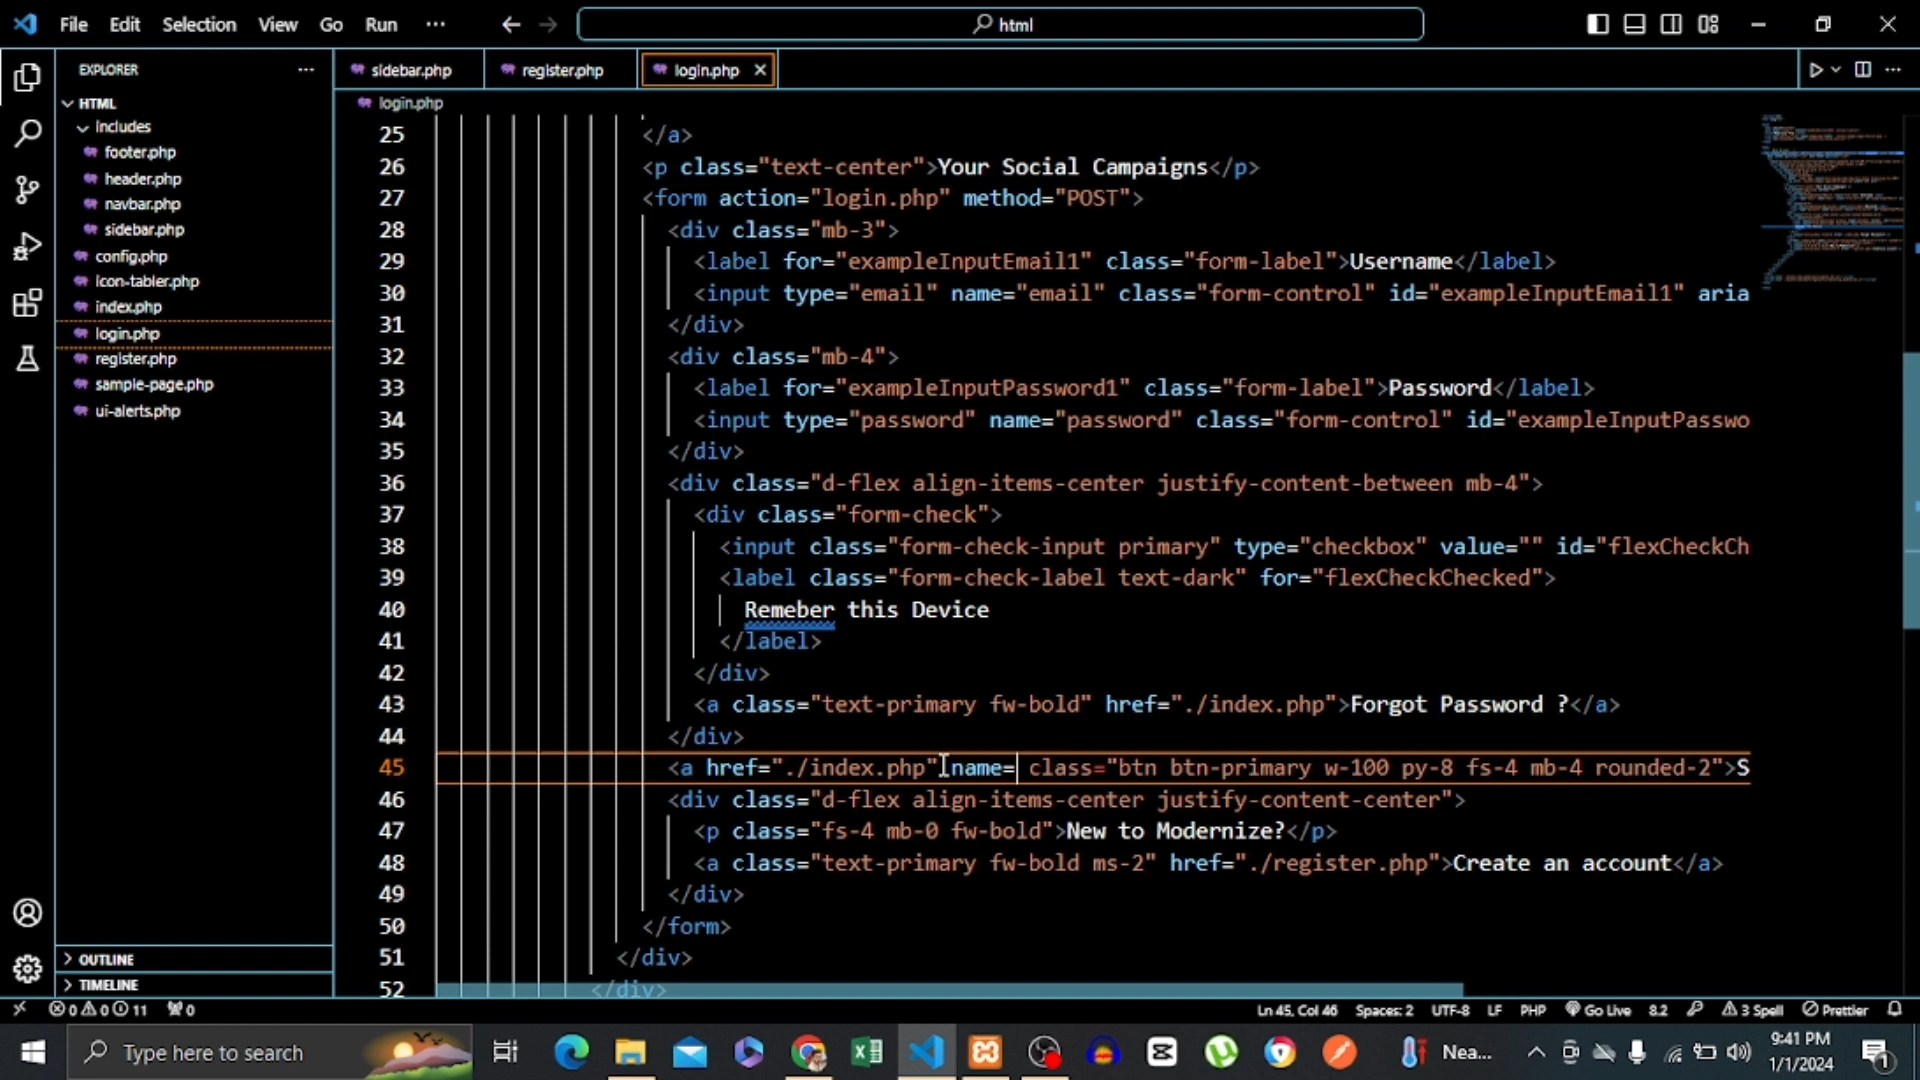 File Edit Selection View Go Run ··· html
EXPLORER ···
sidebar.php register.php login.php
HTML
includes
footer.php
header.php
navbar.php
sidebar.php
config.php
icon-tabler.php
index.php
login.php
register.php
sample-page.php
ui-alerts.php
OUTLINE
TIMELINE
login.php
25 </a>
26 <p class="text-center">Your Social Campaigns</p>
27 <form action="login.php" method="POST">
28 <div class="mb-3">
29 <label for="exampleInputEmail1" class="form-label">Username</label>
30 <input type="email" name="email" class="form-control" id="exampleInputEmail1" aria
31 </div>
32 <div class="mb-4">
33 <label for="exampleInputPassword1" class="form-label">Password</label>
34 <input type="password" name="password" class="form-control" id="exampleInputPasswo
35 </div>
36 <div class="d-flex align-items-center justify-content-between mb-4">
37 <div class="form-check">
38 <input class="form-check-input primary" type="checkbox" value="" id="flexCheckCh
39 <label class="form-check-label text-dark" for="flexCheckChecked">
40 Remeber this Device
41 </label>
42 </div>
43 <a class="text-primary fw-bold" href="./index.php">Forgot Password ?</a>
44 </div>
45 <a href="./index.php" name= class="btn btn-primary w-100 py-8 fs-4 mb-4 rounded-2">S
46 <div class="d-flex align-items-center justify-content-center">
47 <p class="fs-4 mb-0 fw-bold">New to Modernize?</p>
48 <a class="text-primary fw-bold ms-2" href="./register.php">Create an account</a>
49 </div>
50 </form>
51 </div>
52 </div>
0 0 11 0 Ln 45, Col 46 Spaces: 2 UTF-8 LF PHP Go Live 8.2 3 Spell Prettier
Type here to search Nea... 9:41 PM
1/1/2024 1